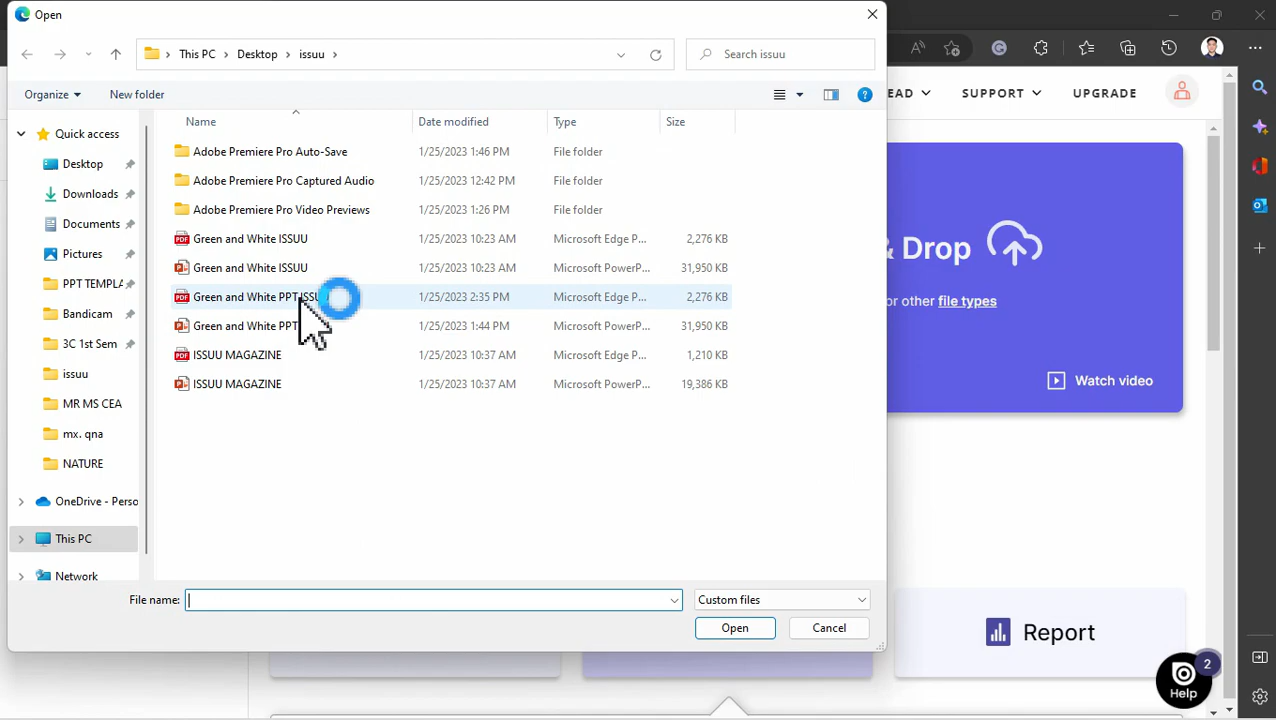 Open
This PC > Desktop > issuu >
Search issuu
Organize
New folder
EAD
SUPPORT
UPGRADE
Name
Date modified
Type
Size
Quick access
Desktop
Downloads
Documents
Pictures
PPT TEMPL
Bandicam
3C 1st Sem
issuu
MR MS CEA
mx. qna
NATURE
OneDrive - Perso
This PC
Network
Adobe Premiere Pro Auto-Save 1/25/2023 1:46 PM File folder
Adobe Premiere Pro Captured Audio 1/25/2023 12:42 PM File folder
Adobe Premiere Pro Video Previews 1/25/2023 1:26 PM File folder
Green and White ISSUU 1/25/2023 10:23 AM Microsoft Edge P... 2,276 KB
Green and White ISSUU 1/25/2023 10:23 AM Microsoft PowerP... 31,950 KB
Green and White PPT ISSU 1/25/2023 2:35 PM Microsoft Edge P... 2,276 KB
Green and White PPT 1/25/2023 1:44 PM Microsoft PowerP... 31,950 KB
ISSUU MAGAZINE 1/25/2023 10:37 AM Microsoft Edge P... 1,210 KB
ISSUU MAGAZINE 1/25/2023 10:37 AM Microsoft PowerP... 19,386 KB
& Drop
or other file types
Watch video
File name:
Custom files
Open
Cancel
Report
2
Help